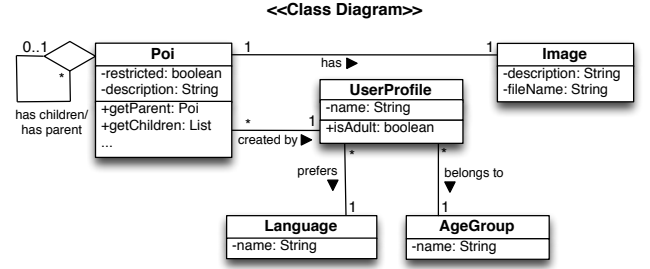 <<Class Diagram>>
0..1
*
has children/
has parent
Poi
-restricted: boolean
-description: String
+getParent: Poi
+getChildren: List
...
1
has ▶
1
Image
-description: String
-fileName: String
*
created by ▶
1
UserProfile
-name: String
+isAdult: boolean
*
prefers
▼
1
*
belongs to
▼
1
Language
-name: String
AgeGroup
-name: String